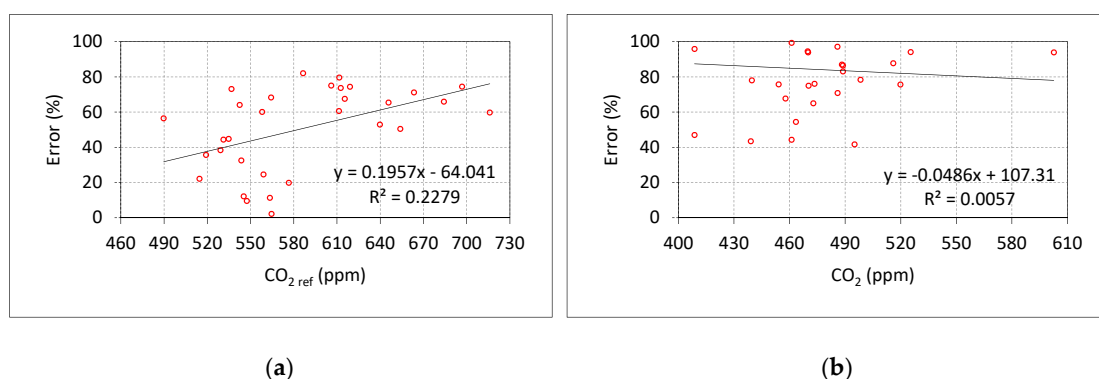 100
80
60
40
20
0
Error (%)
y = 0.1957x - 64.041
R² = 0.2279
460 490 520 550 580 610 640 670 700 730
CO₂ ref (ppm)
(a)
100
80
60
40
20
0
Error (%)
y = -0.0486x + 107.31
R² = 0.0057
400 430 460 490 520 550 580 610
CO₂ (ppm)
(b)